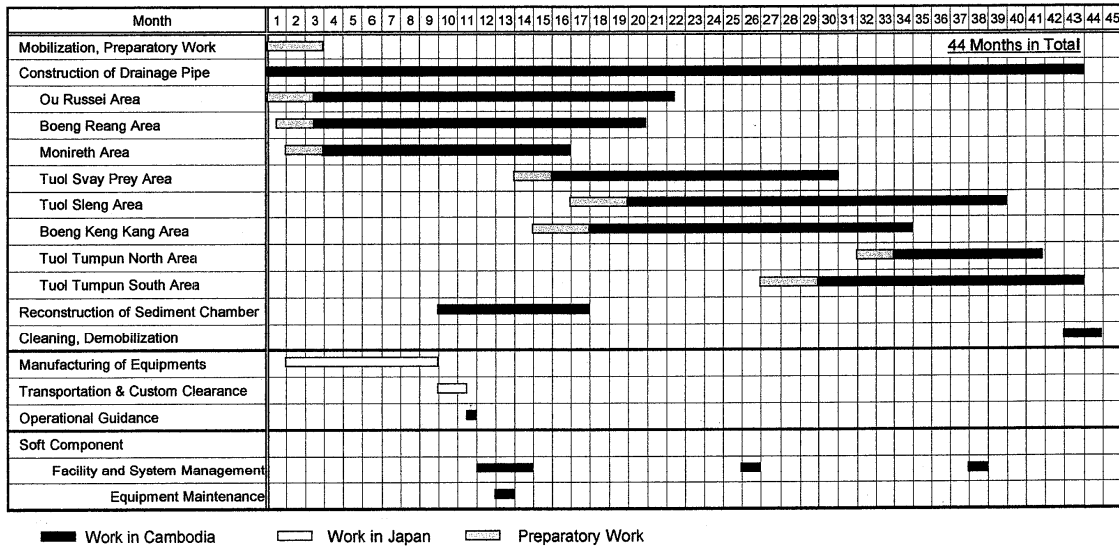 Month 1 2 3 4 5 6 7 8 9 10 11 12 13 14 15 16 17 18 19 20 21 22 23 24 25 26 27 28 29 30 31 32 33 34 35 36 37 38 39 40 41 42 43 44 45
Mobilization, Preparatory Work 44 Months in Total
Construction of Drainage Pipe
Ou Russei Area
Boeng Reang Area
Monireth Area
Tuol Svay Prey Area
Tuol Sleng Area
Boeng Keng Kang Area
Tuol Tumpun North Area
Tuol Tumpun South Area
Reconstruction of Sediment Chamber
Cleaning, Demobilization
Manufacturing of Equipments
Transportation & Custom Clearance
Operational Guidance
Soft Component
Facility and System Management
Equipment Maintenance
Work in Cambodia Work in Japan Preparatory Work